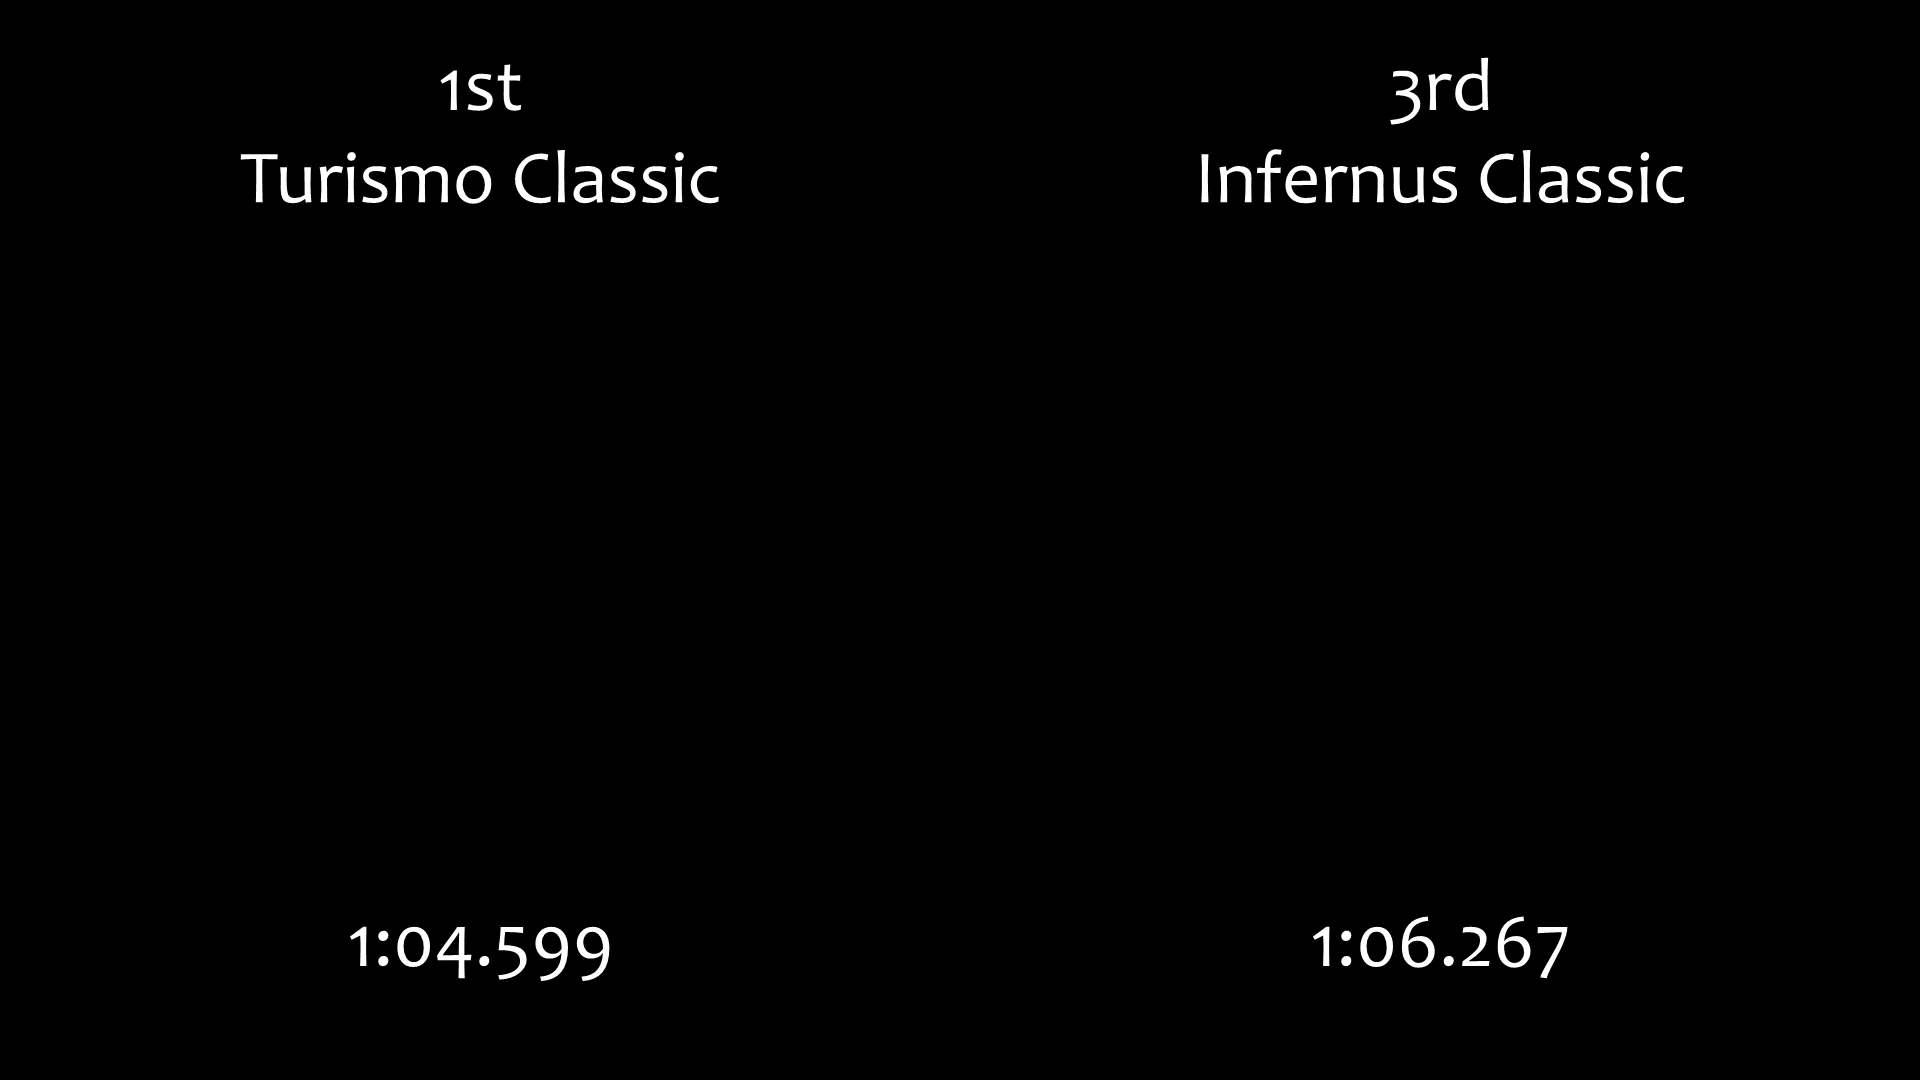 1st
Turismo Classic
1:04.599
3rd
Infernus Classic
1:06.267